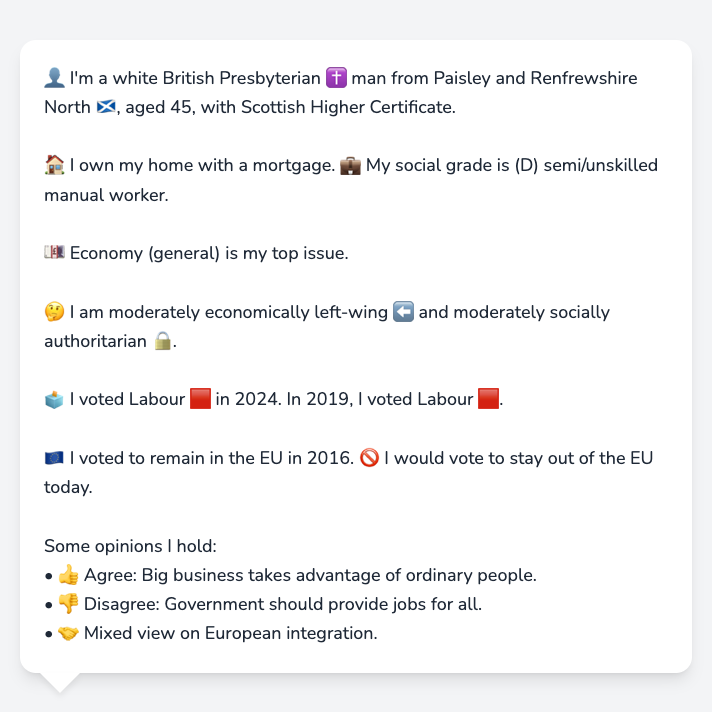 👤 I'm a white British Presbyterian ✝️ man from Paisley and Renfrewshire
North 🏴󠁧󠁢󠁳󠁣󠁴󠁿, aged 45, with Scottish Higher Certificate.
🏠 I own my home with a mortgage. 💼 My social grade is (D) semi/unskilled
manual worker.
💷 Economy (general) is my top issue.
🤔 I am moderately economically left-wing ⬅️ and moderately socially
authoritarian 🔒.
🗳️ I voted Labour 🟥 in 2024. In 2019, I voted Labour 🟥.
🇪🇺 I voted to remain in the EU in 2016. 🚫 I would vote to stay out of the EU
today.
Some opinions I hold:
• 👍 Agree: Big business takes advantage of ordinary people.
• 👎 Disagree: Government should provide jobs for all.
• 🤝 Mixed view on European integration.